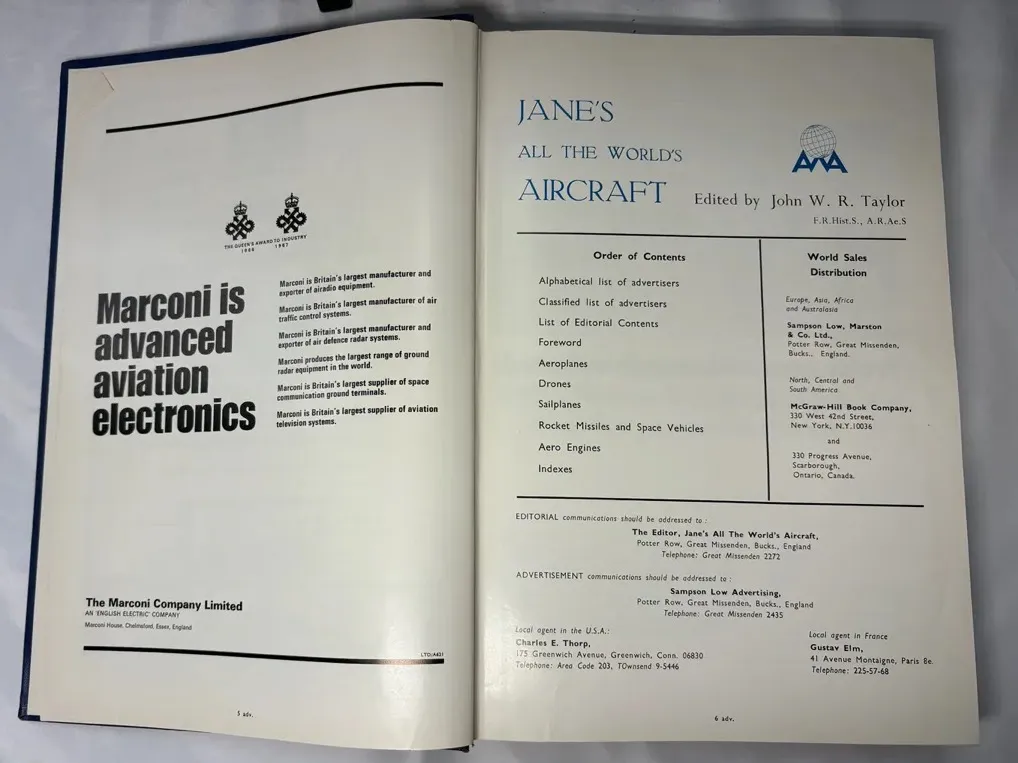 THE QUEEN'S AWARD TO INDUSTRY
1966 1967
Marconi is
advanced
aviation
electronics
Marconi is Britain's largest manufacturer and
exporter of airadio equipment.
Marconi is Britain's largest manufacturer of air
traffic control systems.
Marconi is Britain's largest manufacturer and
exporter of air defence radar systems.
Marconi produces the largest range of ground
radar equipment in the world.
Marconi is Britain's largest supplier of space
communication ground terminals.
Marconi is Britain's largest supplier of aviation
television systems.
The Marconi Company Limited
AN 'ENGLISH ELECTRIC' COMPANY
Marconi House, Chelmsford, Essex, England
LTD/A431
5 adv.
JANE'S
ALL THE WORLD'S
AIRCRAFT
AWA
Edited by John W. R. Taylor
F.R.Hist.S., A.R.Ae.S
Order of Contents
Alphabetical list of advertisers
Classified list of advertisers
List of Editorial Contents
Foreword
Aeroplanes
Drones
Sailplanes
Rocket Missiles and Space Vehicles
Aero Engines
Indexes
World Sales
Distribution
Europe, Asia, Africa
and Australasia
Sampson Low, Marston
& Co. Ltd.,
Potter Row, Great Missenden,
Bucks., England.
North, Central and
South America
McGraw-Hill Book Company,
330 West 42nd Street,
New York, N.Y.10036
and
330 Progress Avenue,
Scarborough,
Ontario, Canada.
EDITORIAL communications should be addressed to :
The Editor, Jane's All The World's Aircraft,
Potter Row, Great Missenden, Bucks., England
Telephone: Great Missenden 2272
ADVERTISEMENT communications should be addressed to :
Sampson Low Advertising,
Potter Row, Great Missenden, Bucks., England
Telephone: Great Missenden 2435
Local agent in the U.S.A.:
Charles E. Thorp,
175 Greenwich Avenue, Greenwich, Conn. 06830
Telephone: Area Code 203, TOwnsend 9-5446
Local agent in France
Gustav Elm,
41 Avenue Montaigne, Paris 8e.
Telephone: 225-57-68
6 adv.